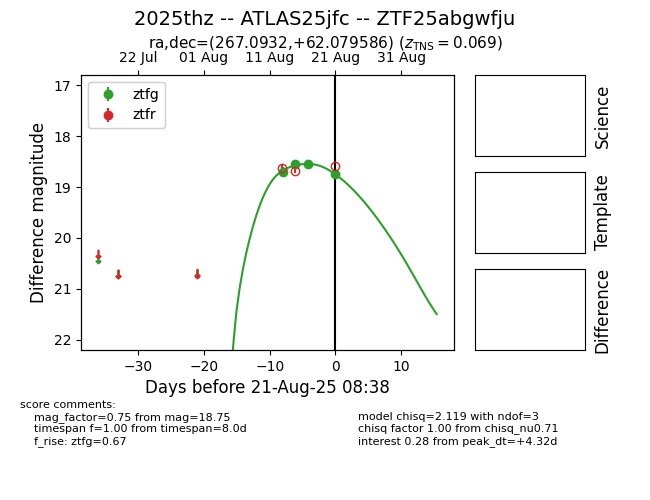 2025thz -- ATLAS25jfc -- ZTF25abgwfju
ra,dec=(267.0932,+62.079586) (z_TNS = 0.069)
22 Jul 01 Aug 11 Aug 21 Aug 31 Aug
ztfg
ztfr
17
18
19
20
21
22
Difference magnitude
−30 −20 −10 0 10
Days before 21-Aug-25 08:38
Science
Template
Difference
score comments:
mag_factor=0.75 from mag=18.75
timespan f=1.00 from timespan=8.0d
f_rise: ztfg=0.67
model chisq=2.119 with ndof=3
chisq factor 1.00 from chisq_nu0.71
interest 0.28 from peak_dt=+4.32d